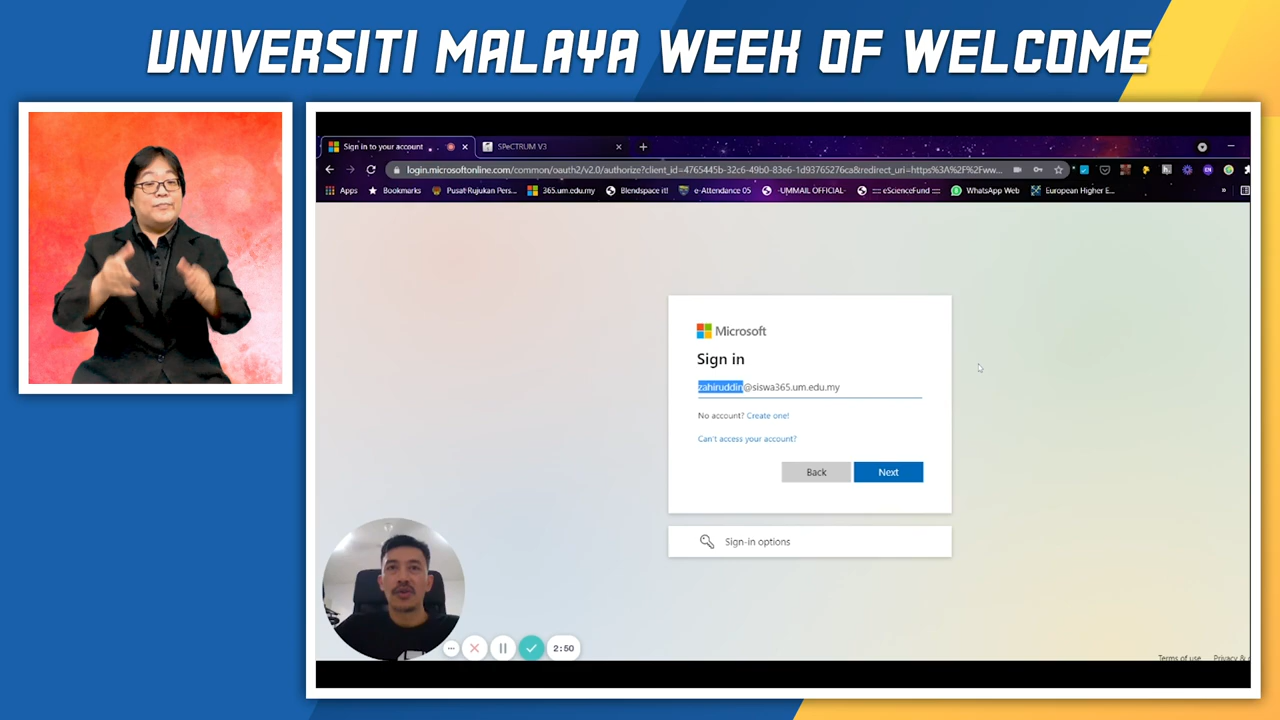 UNIVERSITI MALAYA WEEK OF WELCOME
Sign in to your account
SPeCTRUM V3
login.microsoftonline.com/common/oauth2/v2.0/authorize?client_id=4765445b-32c6-49b0-83e6-1d93765276ca&redirect_uri=https%3A%2F%2Fww...
Apps
Bookmarks
Pusat Rujukan Pers...
365.um.edu.my
Blendspace it!
e-Attendance 05
-UMMAIL OFFICIAL-
::: eScienceFund :::
WhatsApp Web
European Higher E...
»
Microsoft
Sign in
zahiruddin@siswa365.um.edu.my
No account? Create one!
Can't access your account?
Back
Next
Sign-in options
2:50
Terms of use
Privacy &